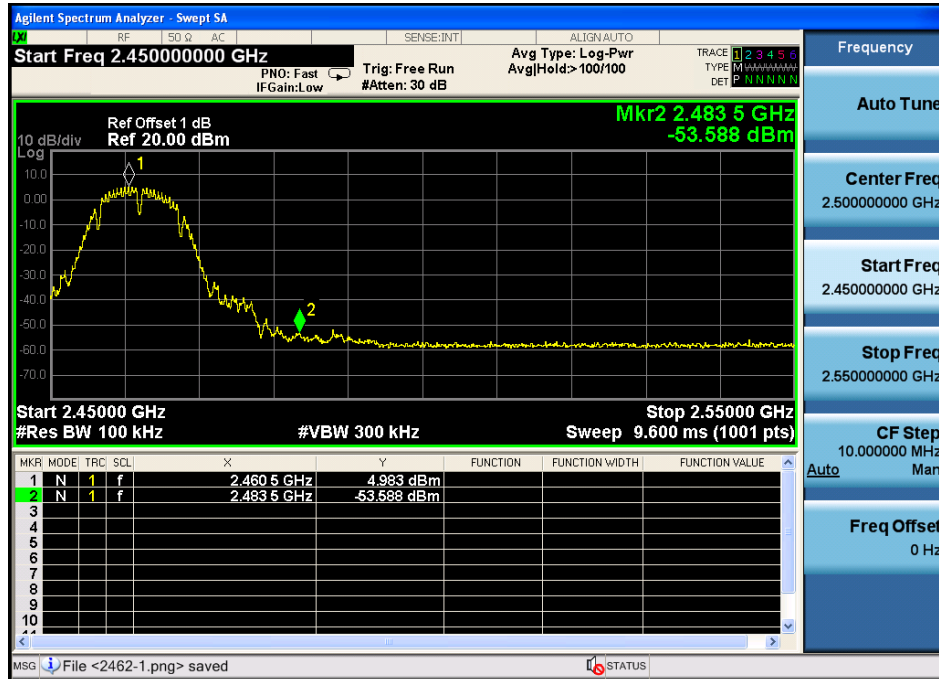 Agilent Spectrum Analyzer - Swept SA
LXI RF 50 Ω AC SENSE:INT ALIGNAUTO
Start Freq 2.450000000 GHz
PNO: Fast
IFGain:Low
Trig: Free Run
#Atten: 30 dB
Avg Type: Log-Pwr
Avg|Hold:>100/100
TRACE 1 2 3 4 5 6
TYPE M W W W W W
DET P N N N N N
Mkr2 2.483 5 GHz
-53.588 dBm
Ref Offset 1 dB
10 dB/div Ref 20.00 dBm
Log
1
10.0
0.00
-10.0
-20.0
-30.0
-40.0
2
-50.0
-60.0
-70.0
Start 2.45000 GHz Stop 2.55000 GHz
#Res BW 100 kHz #VBW 300 kHz Sweep 9.600 ms (1001 pts)
MKR MODE TRC SCL X Y FUNCTION FUNCTION WIDTH FUNCTION VALUE
1 N 1 f 2.460 5 GHz 4.983 dBm
2 N 1 f 2.483 5 GHz -53.588 dBm
3
4
5
6
7
8
9
10
11
MSG File <2462-1.png> saved STATUS
Frequency
Auto Tune
Center Freq
2.500000000 GHz
Start Freq
2.450000000 GHz
Stop Freq
2.550000000 GHz
CF Step
10.000000 MHz
Auto Man
Freq Offset
0 Hz